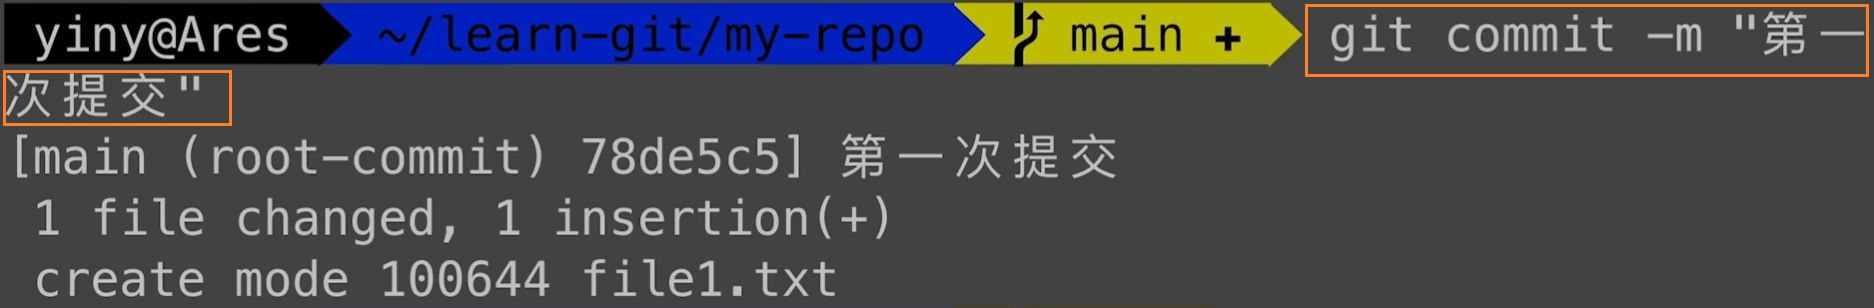 yiny@Ares ~/learn-git/my-repo main + git commit -m "第一
次提交"
[main (root-commit) 78de5c5] 第一次提交
1 file changed, 1 insertion(+)
create mode 100644 file1.txt